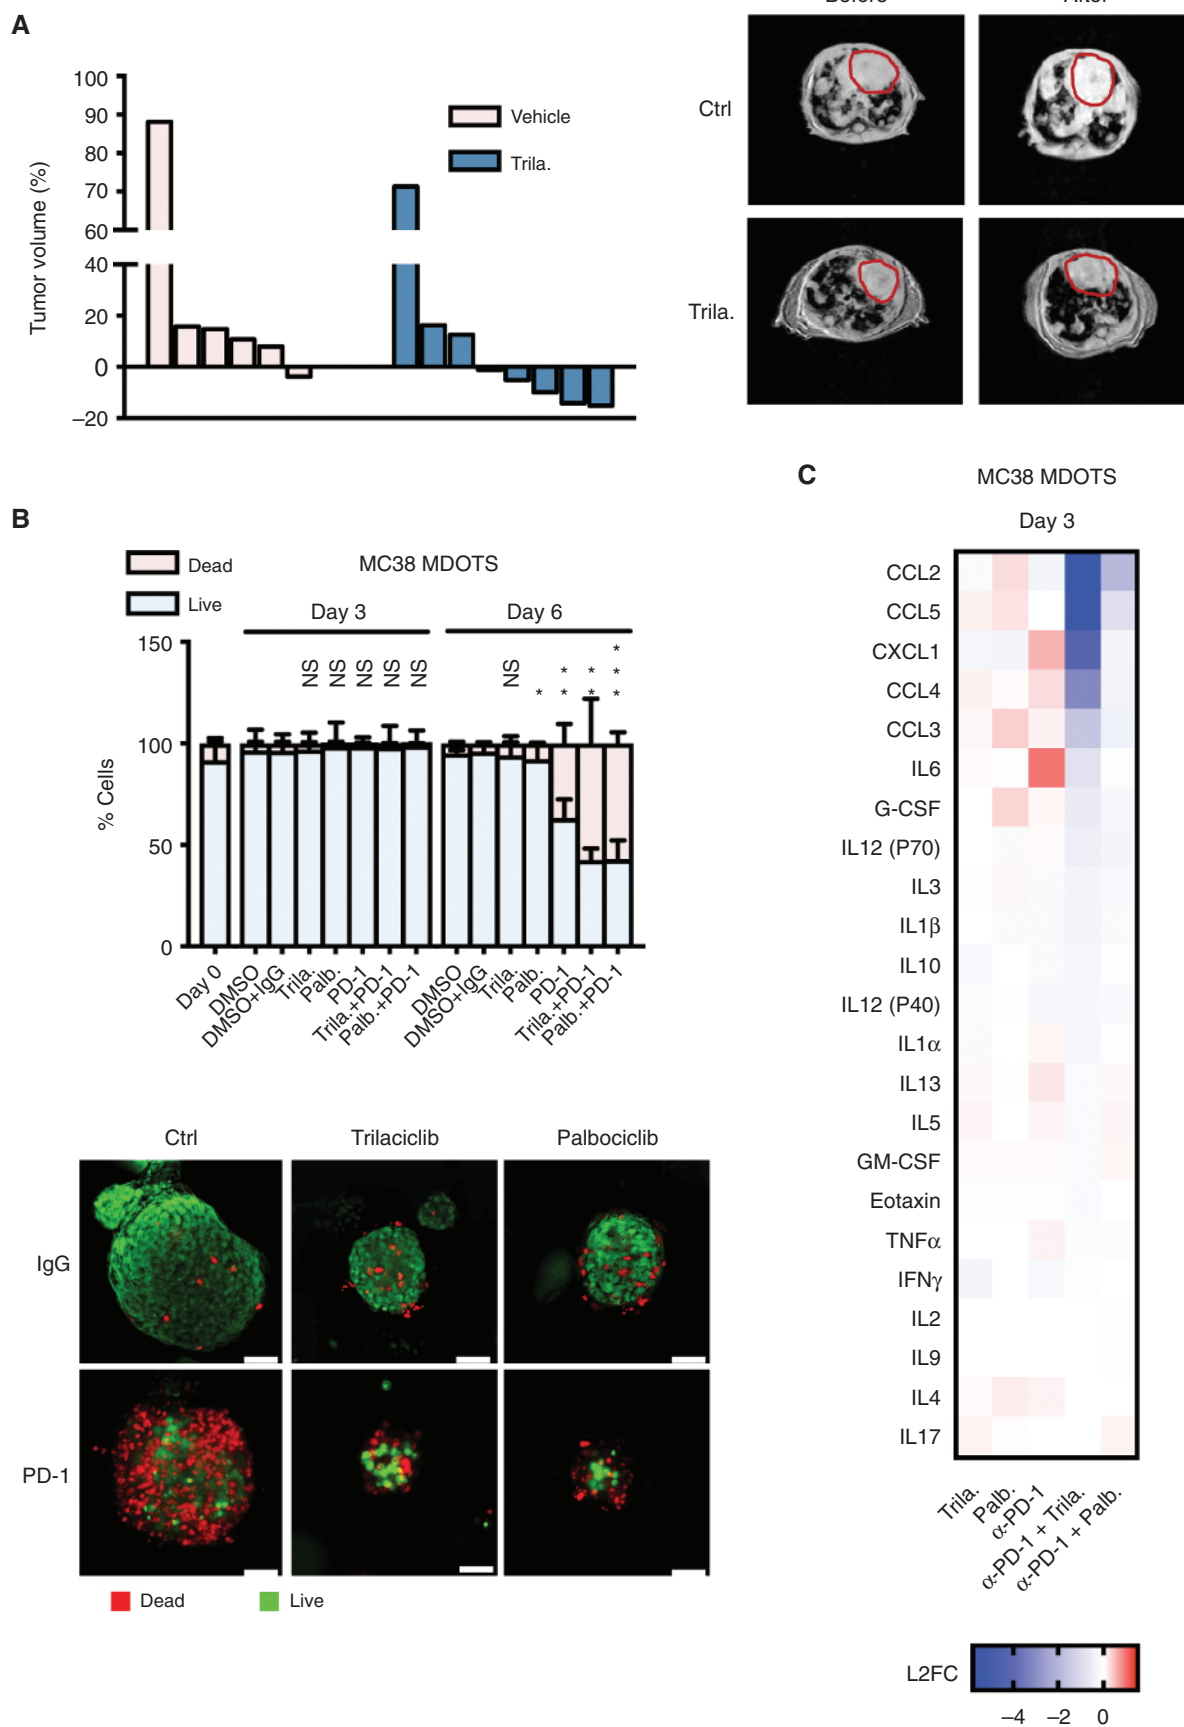 A
Before
After
Tumor volume (%)
100
90
80
70
60
40
20
0
–20
Vehicle
Trila.
Ctrl
Trila.
B
Dead
Live
MC38 MDOTS
Day 3
Day 6
% Cells
150
100
50
0
NS
NS
NS
NS
NS
NS
*
* *
* *
* * *
Day 0
DMSO
DMSO+IgG
Trila.
Palb.
PD-1
Trila.+PD-1
Palb.+PD-1
DMSO
DMSO+IgG
Trila.
Palb.
PD-1
Trila.+PD-1
Palb.+PD-1
Ctrl
Trilaciclib
Palbociclib
IgG
PD-1
Dead
Live
C
MC38 MDOTS
Day 3
CCL2
CCL5
CXCL1
CCL4
CCL3
IL6
G-CSF
IL12 (P70)
IL3
IL1β
IL10
IL12 (P40)
IL1α
IL13
IL5
GM-CSF
Eotaxin
TNFα
IFNγ
IL2
IL9
IL4
IL17
Trila.
Palb.
α-PD-1
α-PD-1 + Trila.
α-PD-1 + Palb.
L2FC
–4 –2 0